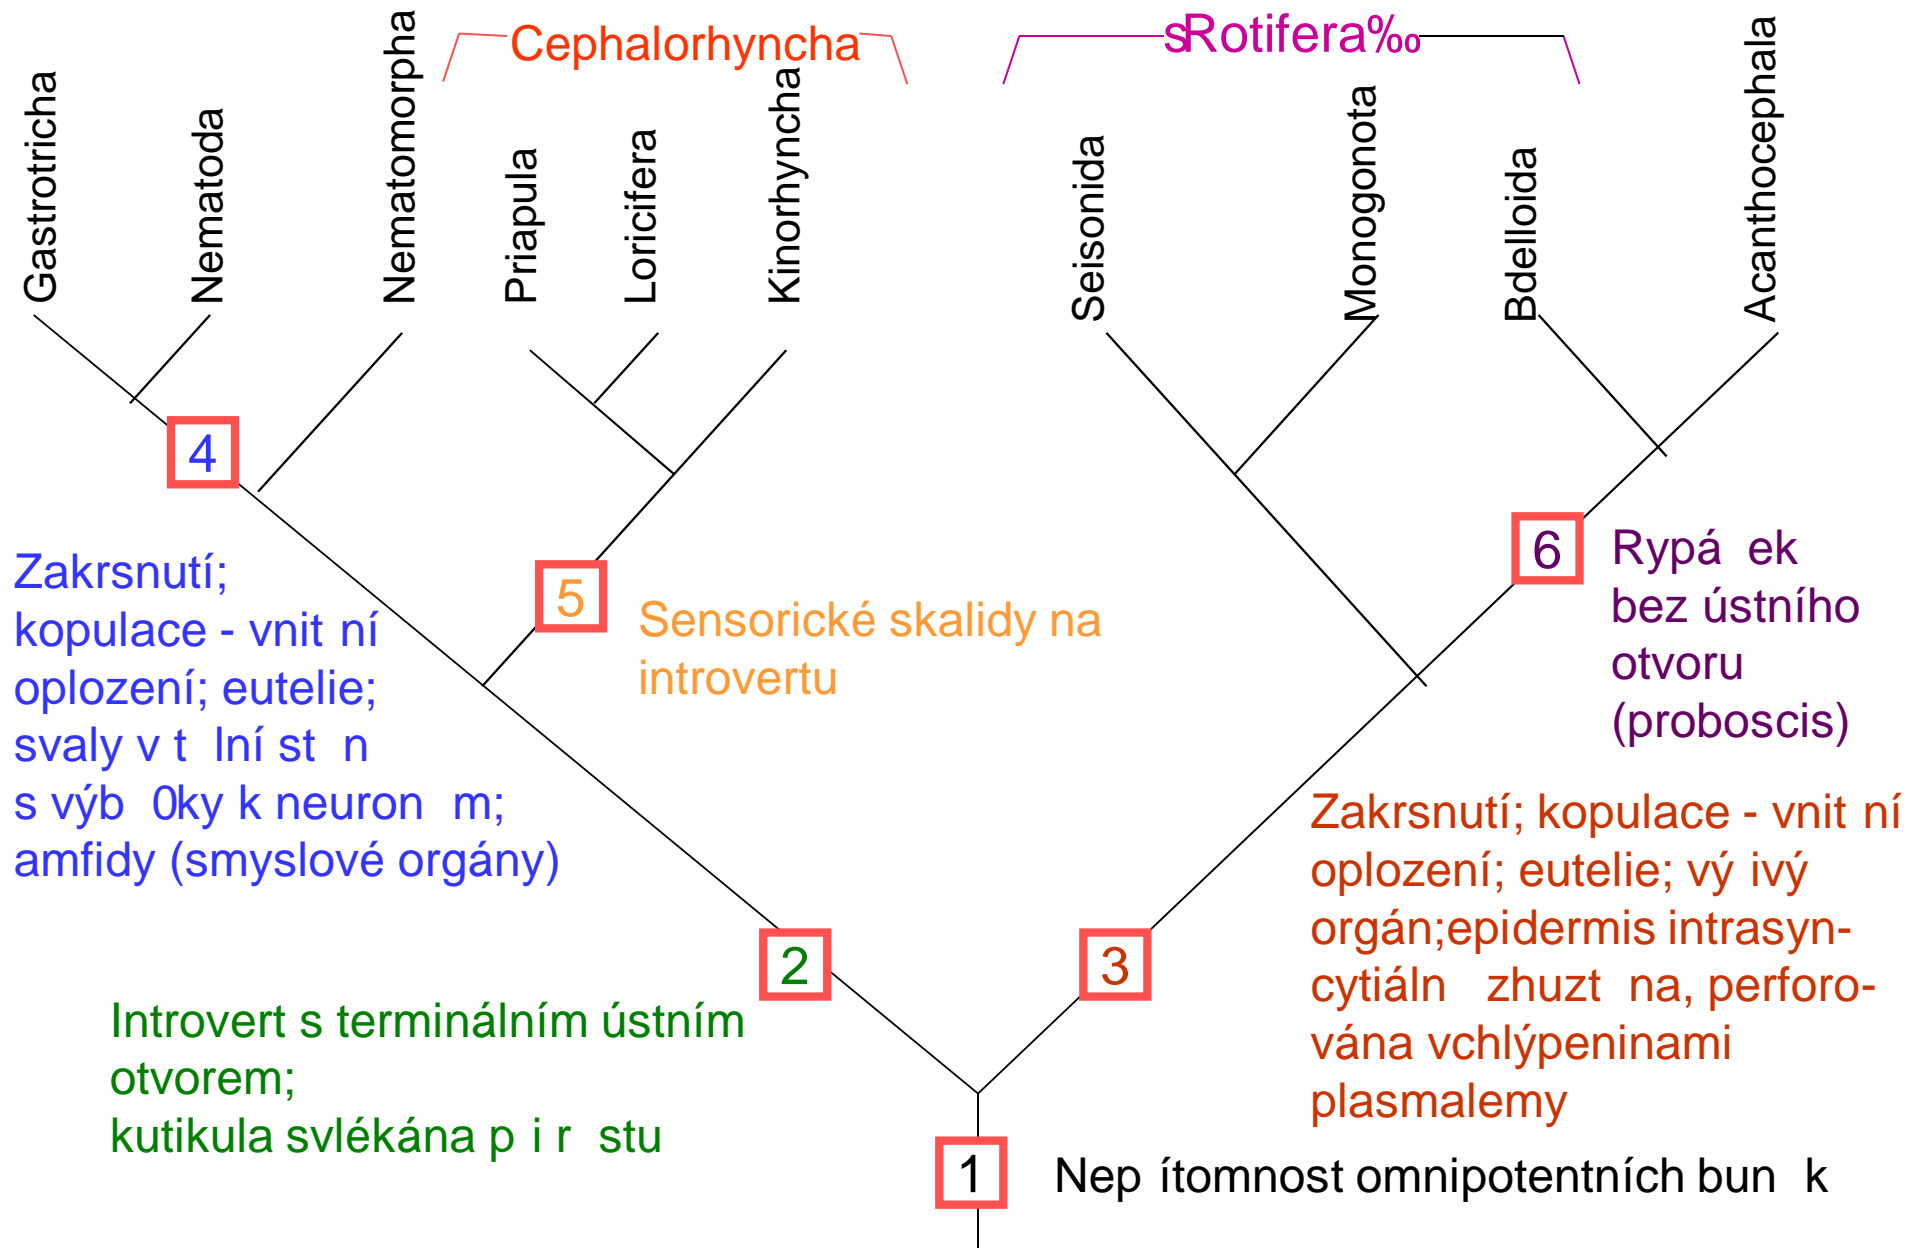 Cephalorhyncha
sRotifera‰
Gastrotricha
Nematoda
Nematomorpha
Priapula
Loricifera
Kinorhyncha
Seisonida
Monogonota
Bdelloida
Acanthocephala
4
Zakrsnutí;
kopulace - vnit ní
oplození; eutelie;
svaly v t lní st n
s výb 0ky k neuron m;
amfidy (smyslové orgány)
5
Sensorické skalidy na
introvertu
6
Rypá ek
bez ústního
otvoru
(proboscis)
2
Introvert s terminálním ústním
otvorem;
kutikula svlékána p i r stu
3
Zakrsnutí; kopulace - vnit ní
oplození; eutelie; vý ivý
orgán;epidermis intrasyn-
cytiáln zhuzt na, perforo-
vána vchlýpeninami
plasmalemy
1
Nep ítomnost omnipotentních bun k